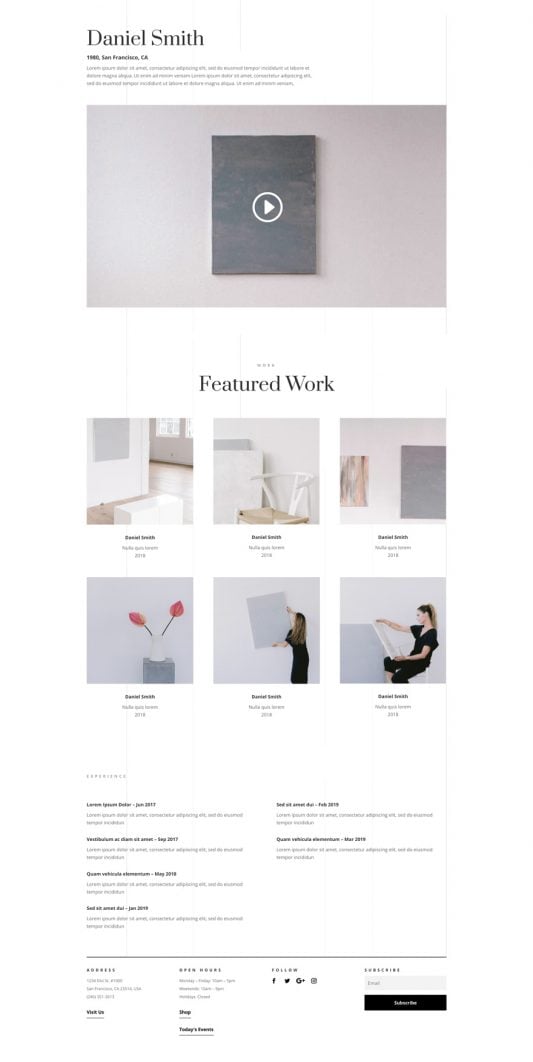 Daniel Smith
1980, San Francisco, CA
Lorem ipsum dolor sit amet, consectetur adipiscing elit, sed do eiusmod tempor incididunt ut labore et
dolore magna aliqua. Ut enim ad minim veniam Lorem ipsum dolor sit amet, consectetur adipiscing elit,
sed do eiusmod tempor incididunt ut labore et dolore magna aliqua. Ut enim ad minim veniam,
WORK
Featured Work
Daniel Smith
Nulla quis lorem
2018
Daniel Smith
Nulla quis lorem
2018
Daniel Smith
Nulla quis lorem
2018
Daniel Smith
Nulla quis lorem
2018
Daniel Smith
Nulla quis lorem
2018
Daniel Smith
Nulla quis lorem
2018
EXPERIENCE
Lorem Ipsum Dolor – Jun 2017
Lorem ipsum dolor sit amet, consectetur adipiscing elit, sed do eiusmod
tempor incididun
Vestibulum ac diam sit amet – Sep 2017
Lorem ipsum dolor sit amet, consectetur adipiscing elit, sed do eiusmod
tempor incididun
Quam vehicula elementum – May 2018
Lorem ipsum dolor sit amet, consectetur adipiscing elit, sed do eiusmod
tempor incididun
Sed sit amet dui – Jan 2019
Lorem ipsum dolor sit amet, consectetur adipiscing elit, sed do eiusmod
tempor incididun
Sed sit amet dui – Feb 2019
Lorem ipsum dolor sit amet, consectetur adipiscing elit, sed do eiusmod
tempor incididun
Quam vehicula elementum – Mar 2019
Lorem ipsum dolor sit amet, consectetur adipiscing elit, sed do eiusmod
tempor incididun
ADDRESS
1234 Divi St. #1000
San Francisco, CA 23514, USA
Visit Us
OPEN HOURS
Monday – Friday: 10am – 5pm
Weekends: 10am – 3pm
Holidays: Closed
Shop
Today's Events
FOLLOW
SUBSCRIBE
Email
Subscribe